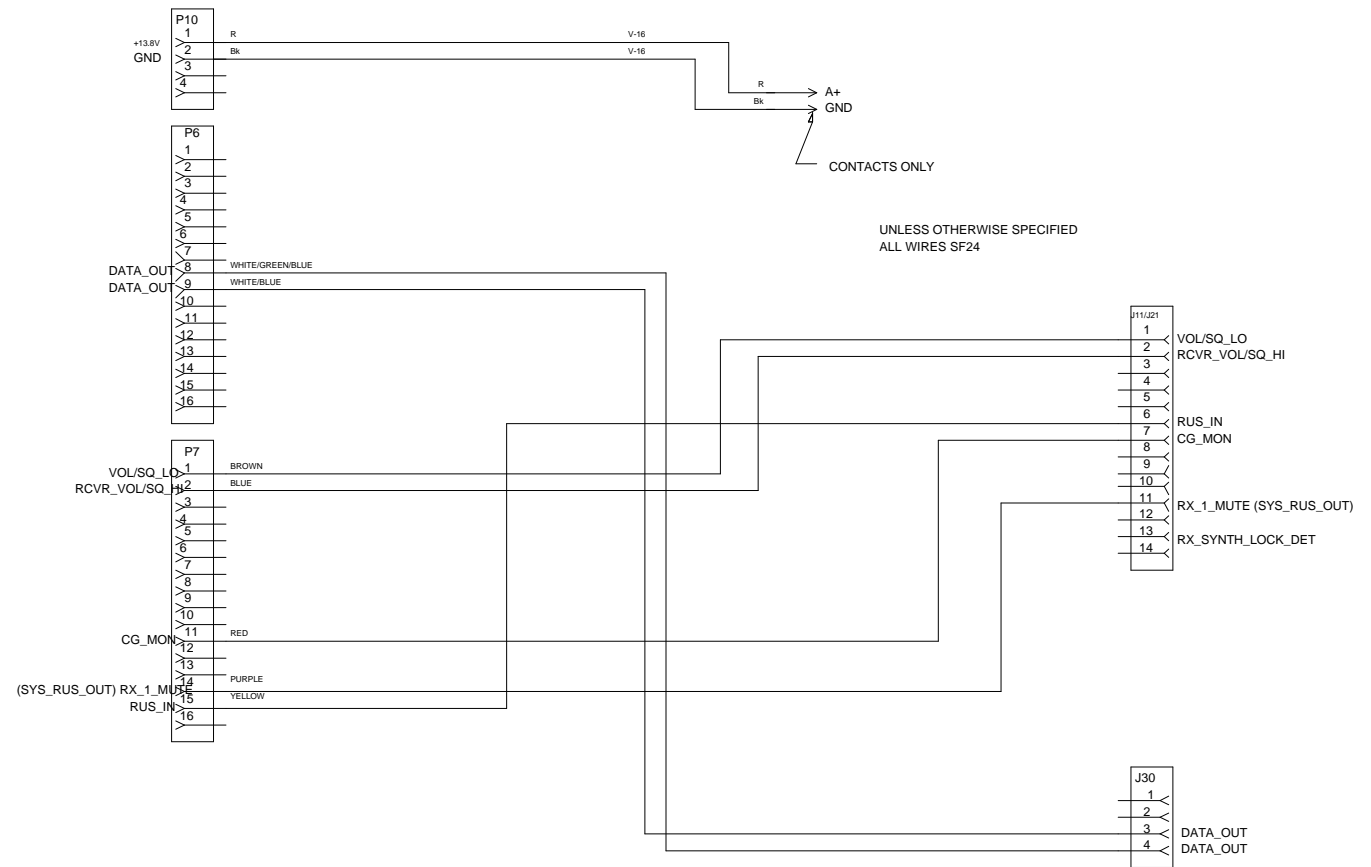 P10
1 R V-16
+13.8V
2 Bk V-16
GND
3
4
R A+
Bk GND
CONTACTS ONLY
P6
1
2
3
4
5
6
7
DATA_OUT 8 WHITE/GREEN/BLUE
DATA_OUT 9 WHITE/BLUE
10
11
12
13
14
15
16
UNLESS OTHERWISE SPECIFIED
ALL WIRES SF24
J11/J21
1 VOL/SQ_LO
2 RCVR_VOL/SQ_HI
3
4
5
6 RUS_IN
7 CG_MON
8
9
10
11 RX_1_MUTE (SYS_RUS_OUT)
12
13 RX_SYNTH_LOCK_DET
14
P7
VOL/SQ_LO 1 BROWN
RCVR_VOL/SQ_HI 2 BLUE
3
4
5
6
7
8
9
10
CG_MON 11 RED
12
13
(SYS_RUS_OUT) RX_1_MUTE 14 PURPLE
RUS_IN 15 YELLOW
16
J30
1
2
3 DATA_OUT
4 DATA_OUT